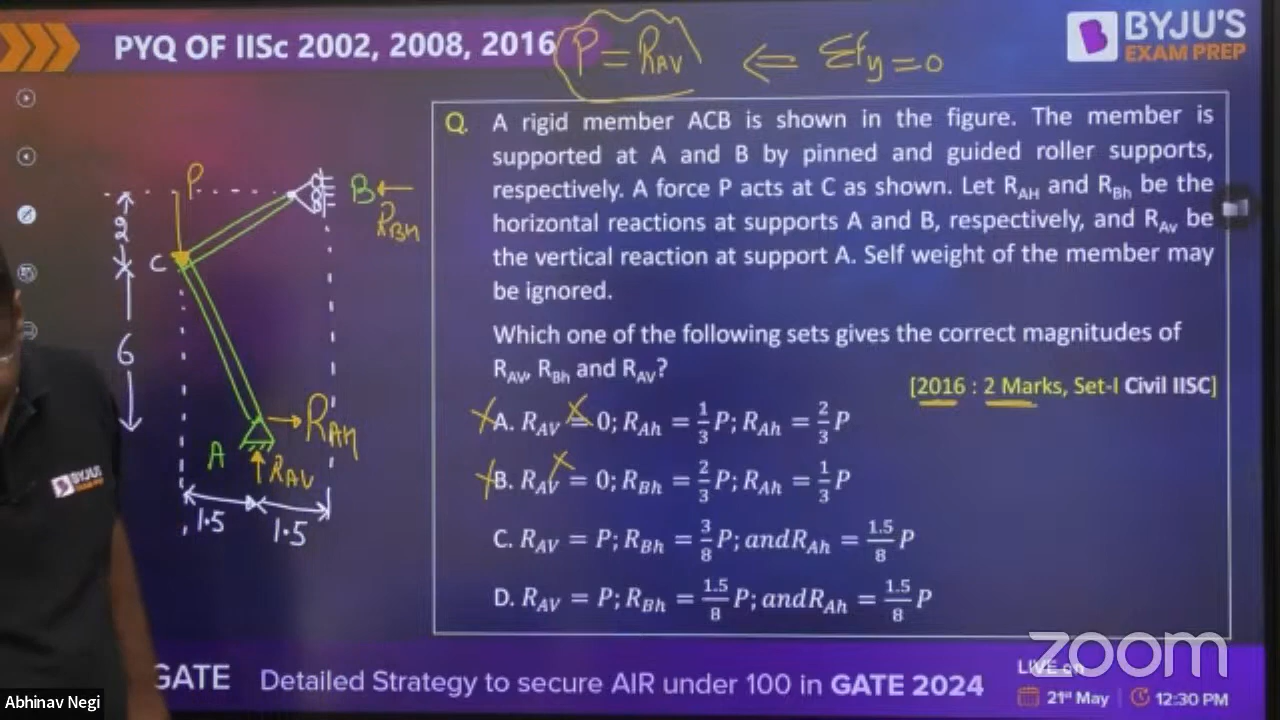 PYQ OF IISc 2002, 2008, 2016
P = RAV ⇐ Σfy = 0
BYJU'S
EXAM PREP
Q. A rigid member ACB is shown in the figure. The member is
supported at A and B by pinned and guided roller supports,
respectively. A force P acts at C as shown. Let RAH and RBh be the
horizontal reactions at supports A and B, respectively, and RAv be
the vertical reaction at support A. Self weight of the member may
be ignored.
Which one of the following sets gives the correct magnitudes of
RAV, RBh and RAV?
[2016 : 2 Marks, Set-I Civil IISC]
A. RAV = 0; RAh = 1/3 P; RAh = 2/3 P
B. RAV = 0; RBh = 2/3 P; RAh = 1/3 P
C. RAV = P; RBh = 3/8 P; andRAh = 1.5/8 P
D. RAV = P; RBh = 1.5/8 P; andRAh = 1.5/8 P
P
B
RBH
2
C
6
RAH
A
RAV
1.5
1.5
BYJU'S
zoom
GATE Detailed Strategy to secure AIR under 100 in GATE 2024
LIVE on
21st May | 12:30 PM
Abhinav Negi